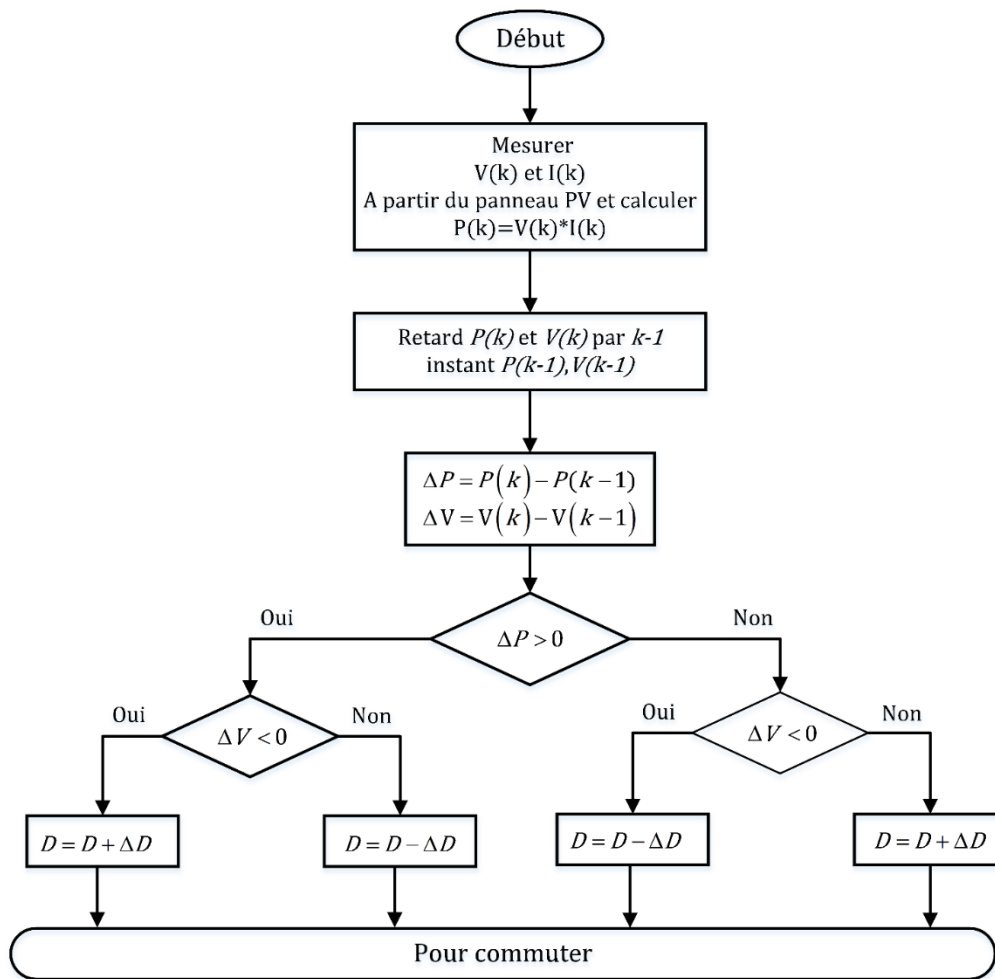 Début
Mesurer
V(k) et I(k)
A partir du panneau PV et calculer
P(k)=V(k)*I(k)
Retard P(k) et V(k) par k-1
instant P(k-1),V(k-1)
ΔP = P(k) – P(k – 1)
ΔV = V(k) – V(k – 1)
Oui
ΔP > 0
Non
Oui
ΔV < 0
Non
Oui
ΔV < 0
Non
D = D + ΔD
D = D – ΔD
D = D – ΔD
D = D + ΔD
Pour commuter